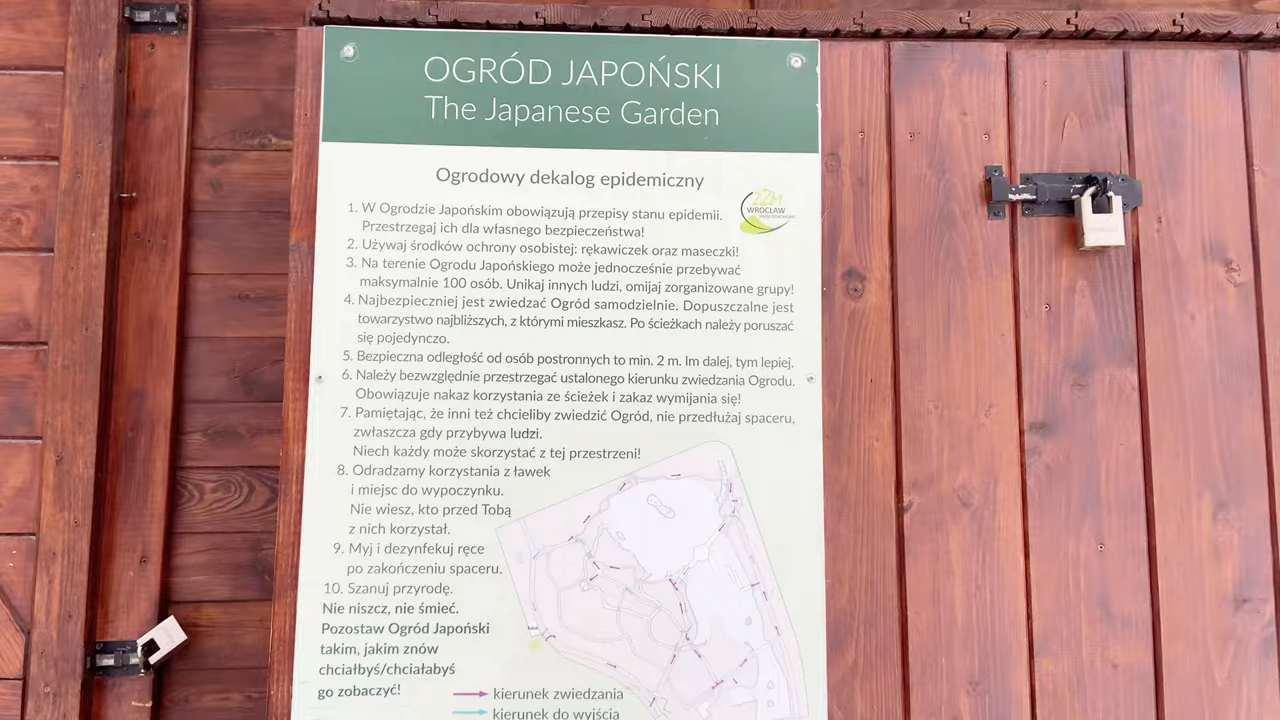 OGRÓD JAPOŃSKI
The Japanese Garden
Ogrodowy dekalog epidemiczny
ZZM
WROCŁAW
1. W Ogrodzie Japońskim obowiązują przepisy stanu epidemii.
Przestrzegaj ich dla własnego bezpieczeństwa!
2. Używaj środków ochrony osobistej: rękawiczek oraz maseczki!
3. Na terenie Ogrodu Japońskiego może jednocześnie przebywać
maksymalnie 100 osób. Unikaj innych ludzi, omijaj zorganizowane grupy!
4. Najbezpieczniej jest zwiedzać Ogród samodzielnie. Dopuszczalne jest
towarzystwo najbliższych, z którymi mieszkasz. Po ścieżkach należy poruszać
się pojedynczo.
5. Bezpieczna odległość od osób postronnych to min. 2 m. Im dalej, tym lepiej.
6. Należy bezwzględnie przestrzegać ustalonego kierunku zwiedzania Ogrodu.
Obowiązuje nakaz korzystania ze ścieżek i zakaz wymijania się!
7. Pamiętając, że inni też chcieliby zwiedzić Ogród, nie przedłużaj spaceru,
zwłaszcza gdy przybywa ludzi.
Niech każdy może skorzystać z tej przestrzeni!
8. Odradzamy korzystania z ławek
i miejsc do wypoczynku.
Nie wiesz, kto przed Tobą
z nich korzystał.
9. Myj i dezynfekuj ręce
po zakończeniu spaceru.
10. Szanuj przyrodę.
Nie niszcz, nie śmieć.
Pozostaw Ogród Japoński
takim, jakim znów
chciałbyś/chciałabyś
go zobaczyć!
kierunek zwiedzania
kierunek do wyjścia